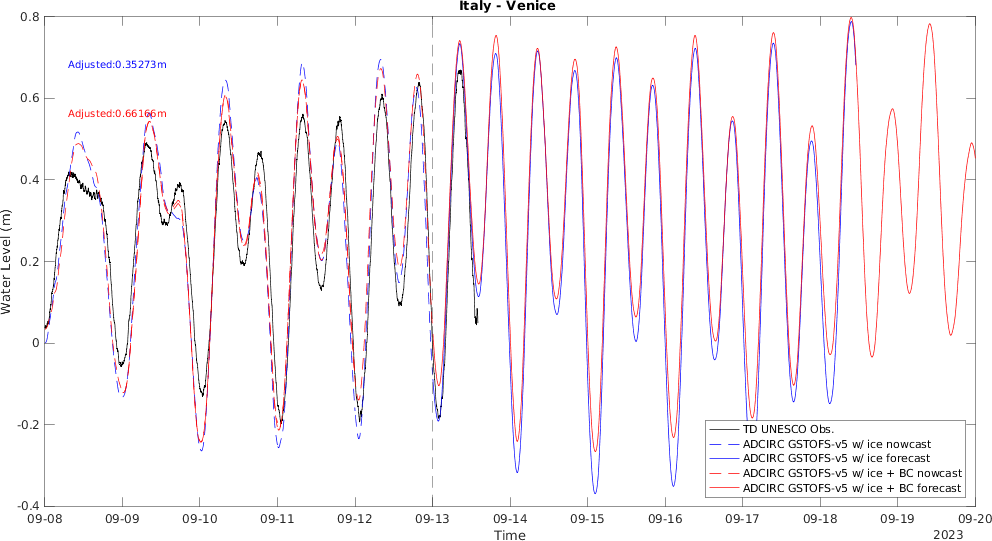 Italy - Venice
0.8
0.6
0.4
0.2
0
-0.2
-0.4
Water Level (m)
Adjusted:0.35273m
Adjusted:0.66166m
TD UNESCO Obs.
ADCIRC GSTOFS-v5 w/ ice nowcast
ADCIRC GSTOFS-v5 w/ ice forecast
ADCIRC GSTOFS-v5 w/ ice + BC nowcast
ADCIRC GSTOFS-v5 w/ ice + BC forecast
09-08 09-09 09-10 09-11 09-12 09-13 09-14 09-15 09-16 09-17 09-18 09-19 09-20
Time
2023